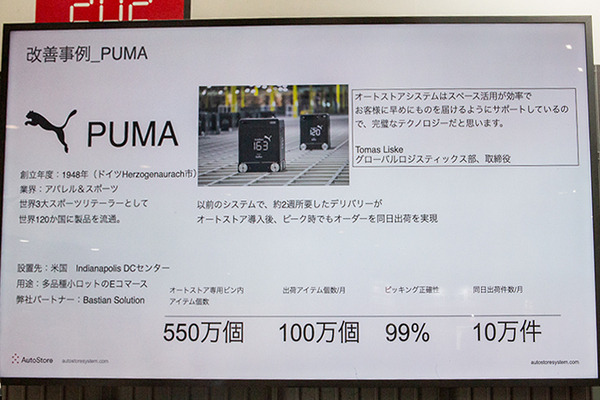 202
改善事例_PUMA
PUMA
163
120
オートストアシステムはスペース活用が効率で
お客様に早めにものを届けるようにサポートしているの
で、完璧なテクノロジーだと思います。
Tomas Liske
グローバルロジスティックス部、取締役
創立年度：1948年（ドイツHerzogenaurach市）
業界：アパレル＆スポーツ
世界3大スポーツリテーラーとして
世界120か国に製品を流通。
以前のシステムで、約2週所要したデリバリーが
オートストア導入後、ピーク時でもオーダーを同日出荷を実現
設置先：米国　Indianapolis DCセンター
用途：多品種小ロットのEコマース
弊社パートナー：Bastian Solution
オートストア専用ビン内
アイテム個数
550万個
出荷アイテム個数/月
100万個
ピッキング正確性
99%
同日出荷件数/月
10万件
AutoStore
autostoresystem.com
autostoresystem.com